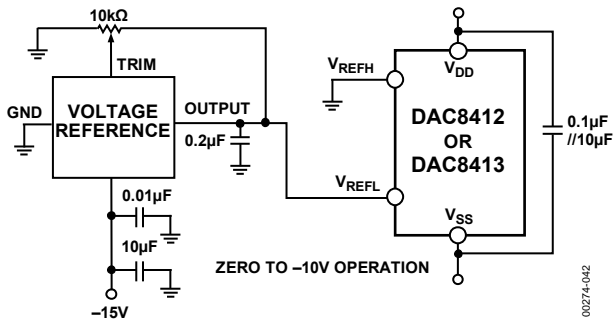 10kΩ
TRIM
GND
VOLTAGE
REFERENCE
OUTPUT
0.2µF
0.01µF
10µF
–15V
VREFH
VREFL
VDD
DAC8412
OR
DAC8413
VSS
0.1µF
//10µF
ZERO TO –10V OPERATION
00274-042